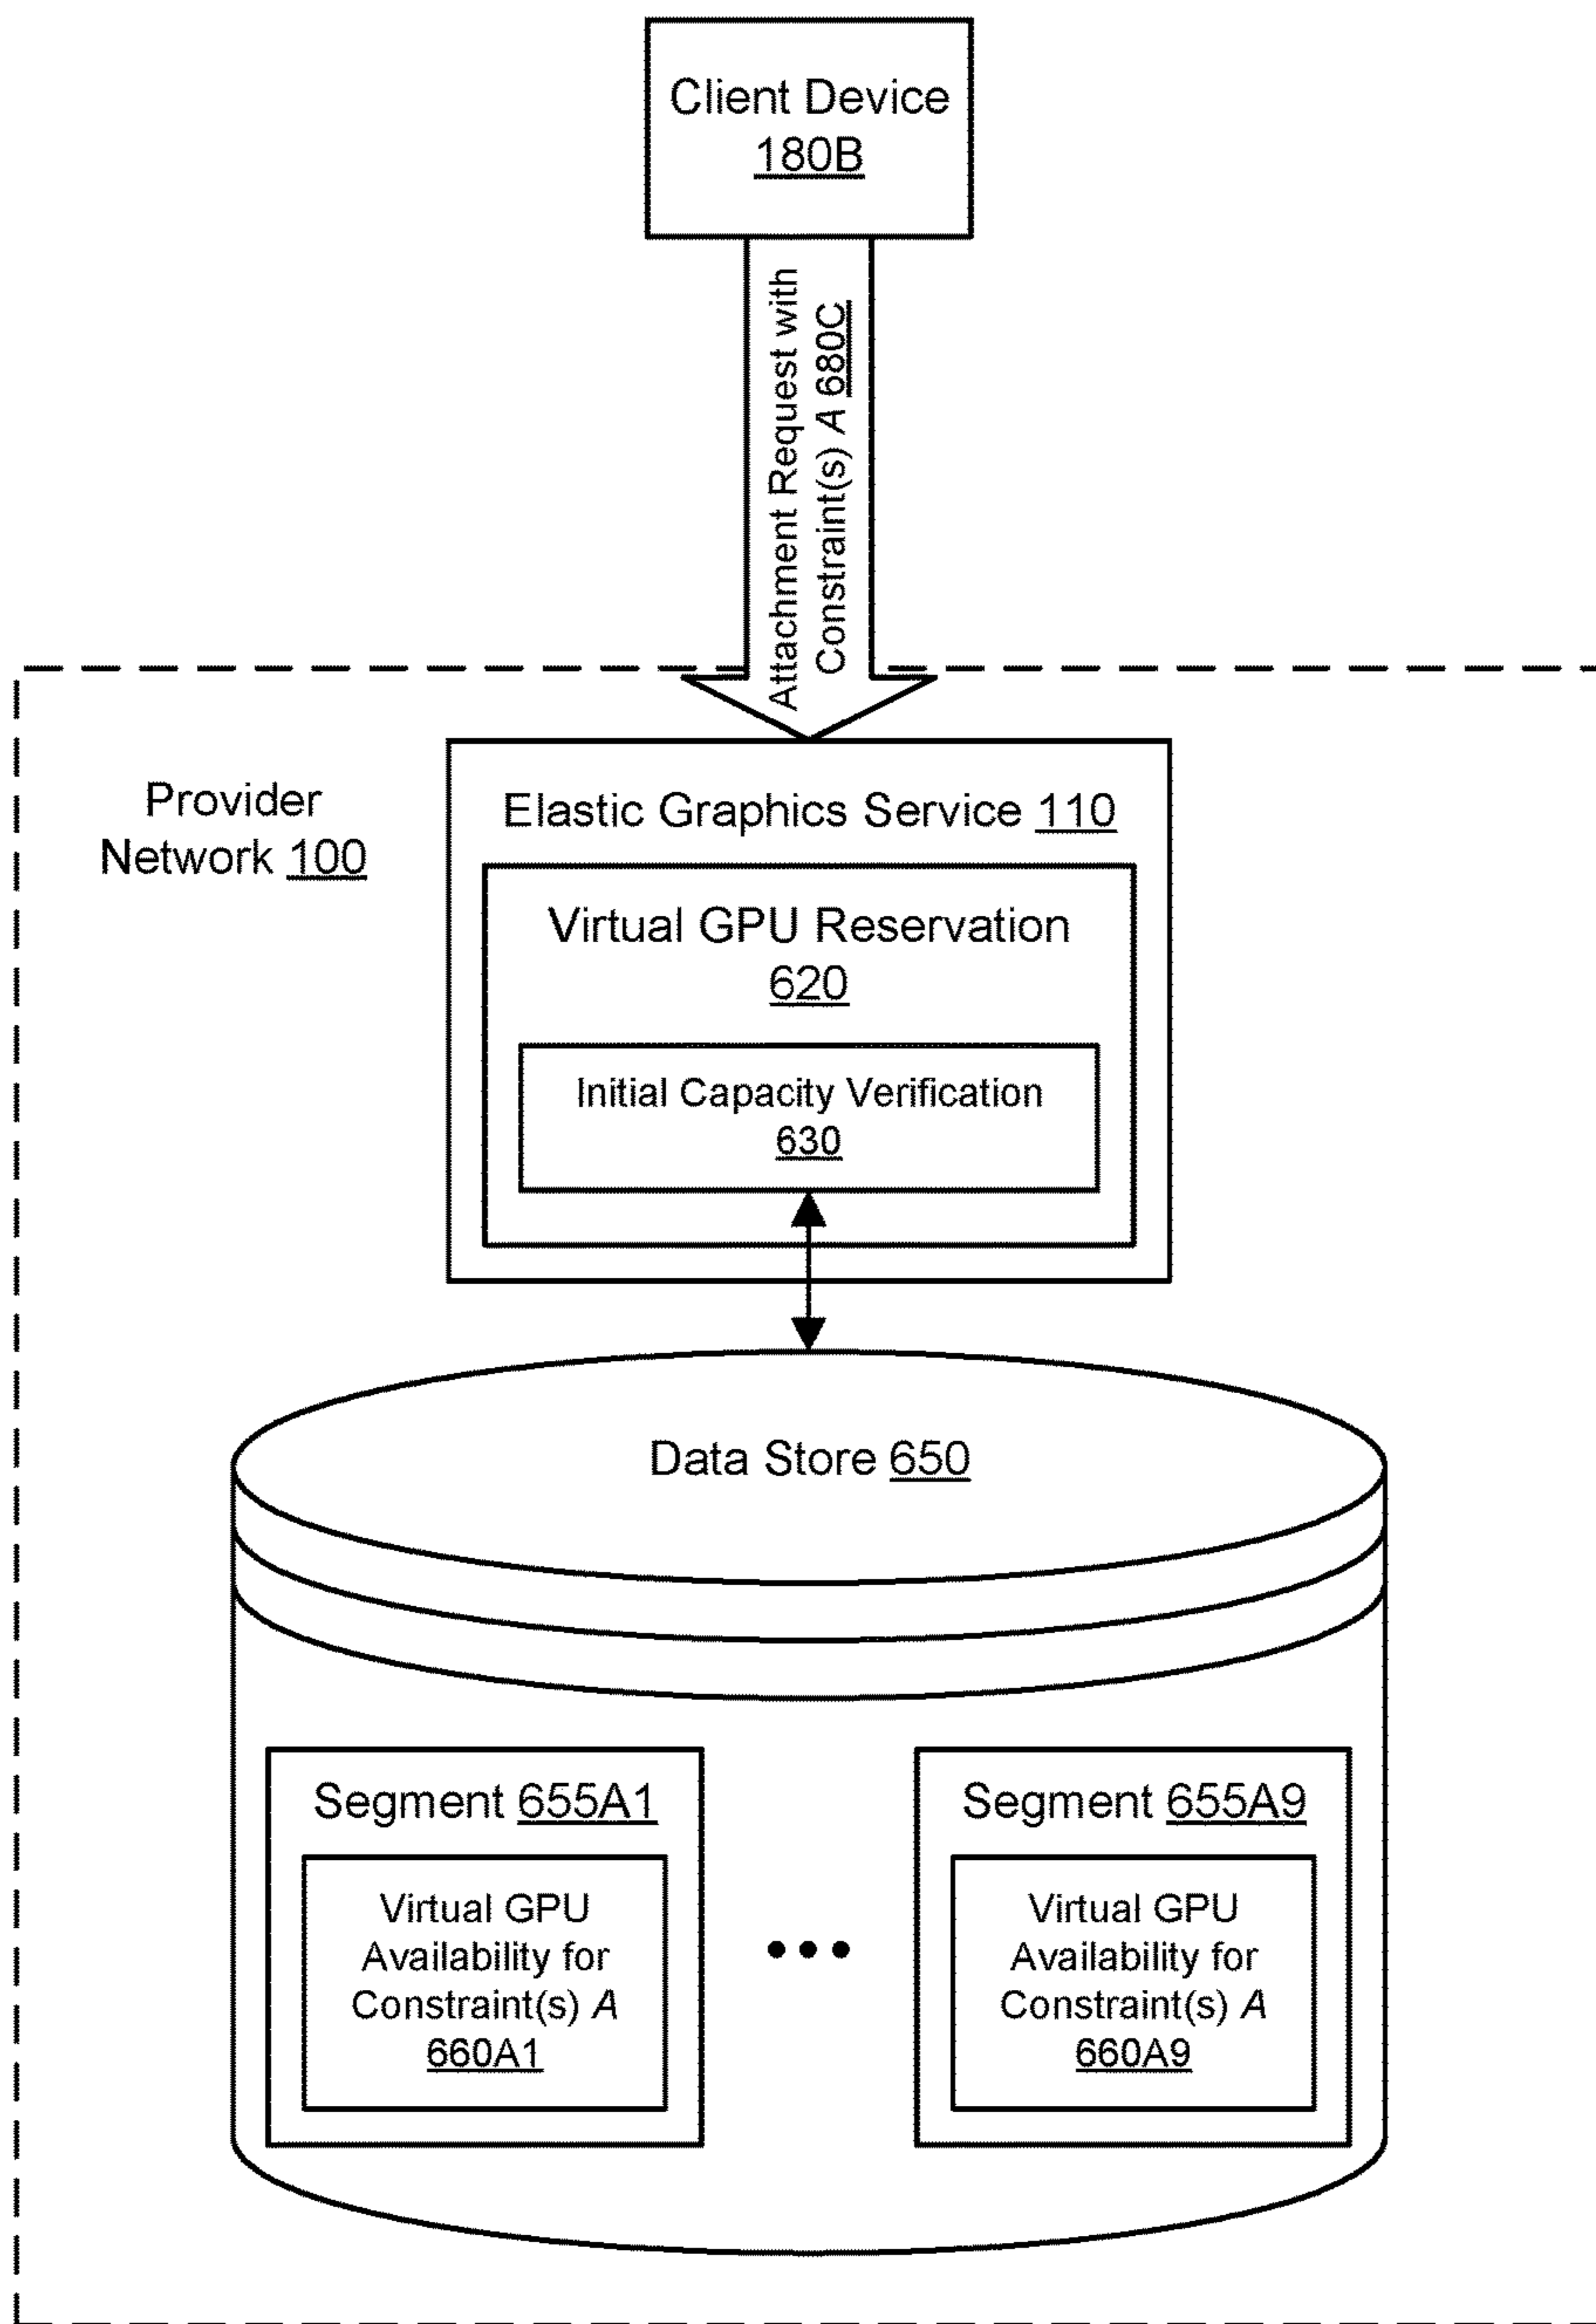 Client Device
180B
Attachment Request with
Constraint(s) A 680C
Provider
Network 100
Elastic Graphics Service 110
Virtual GPU Reservation
620
Initial Capacity Verification
630
Data Store 650
Segment 655A1
Virtual GPU
Availability for
Constraint(s) A
660A1
Segment 655A9
Virtual GPU
Availability for
Constraint(s) A
660A9